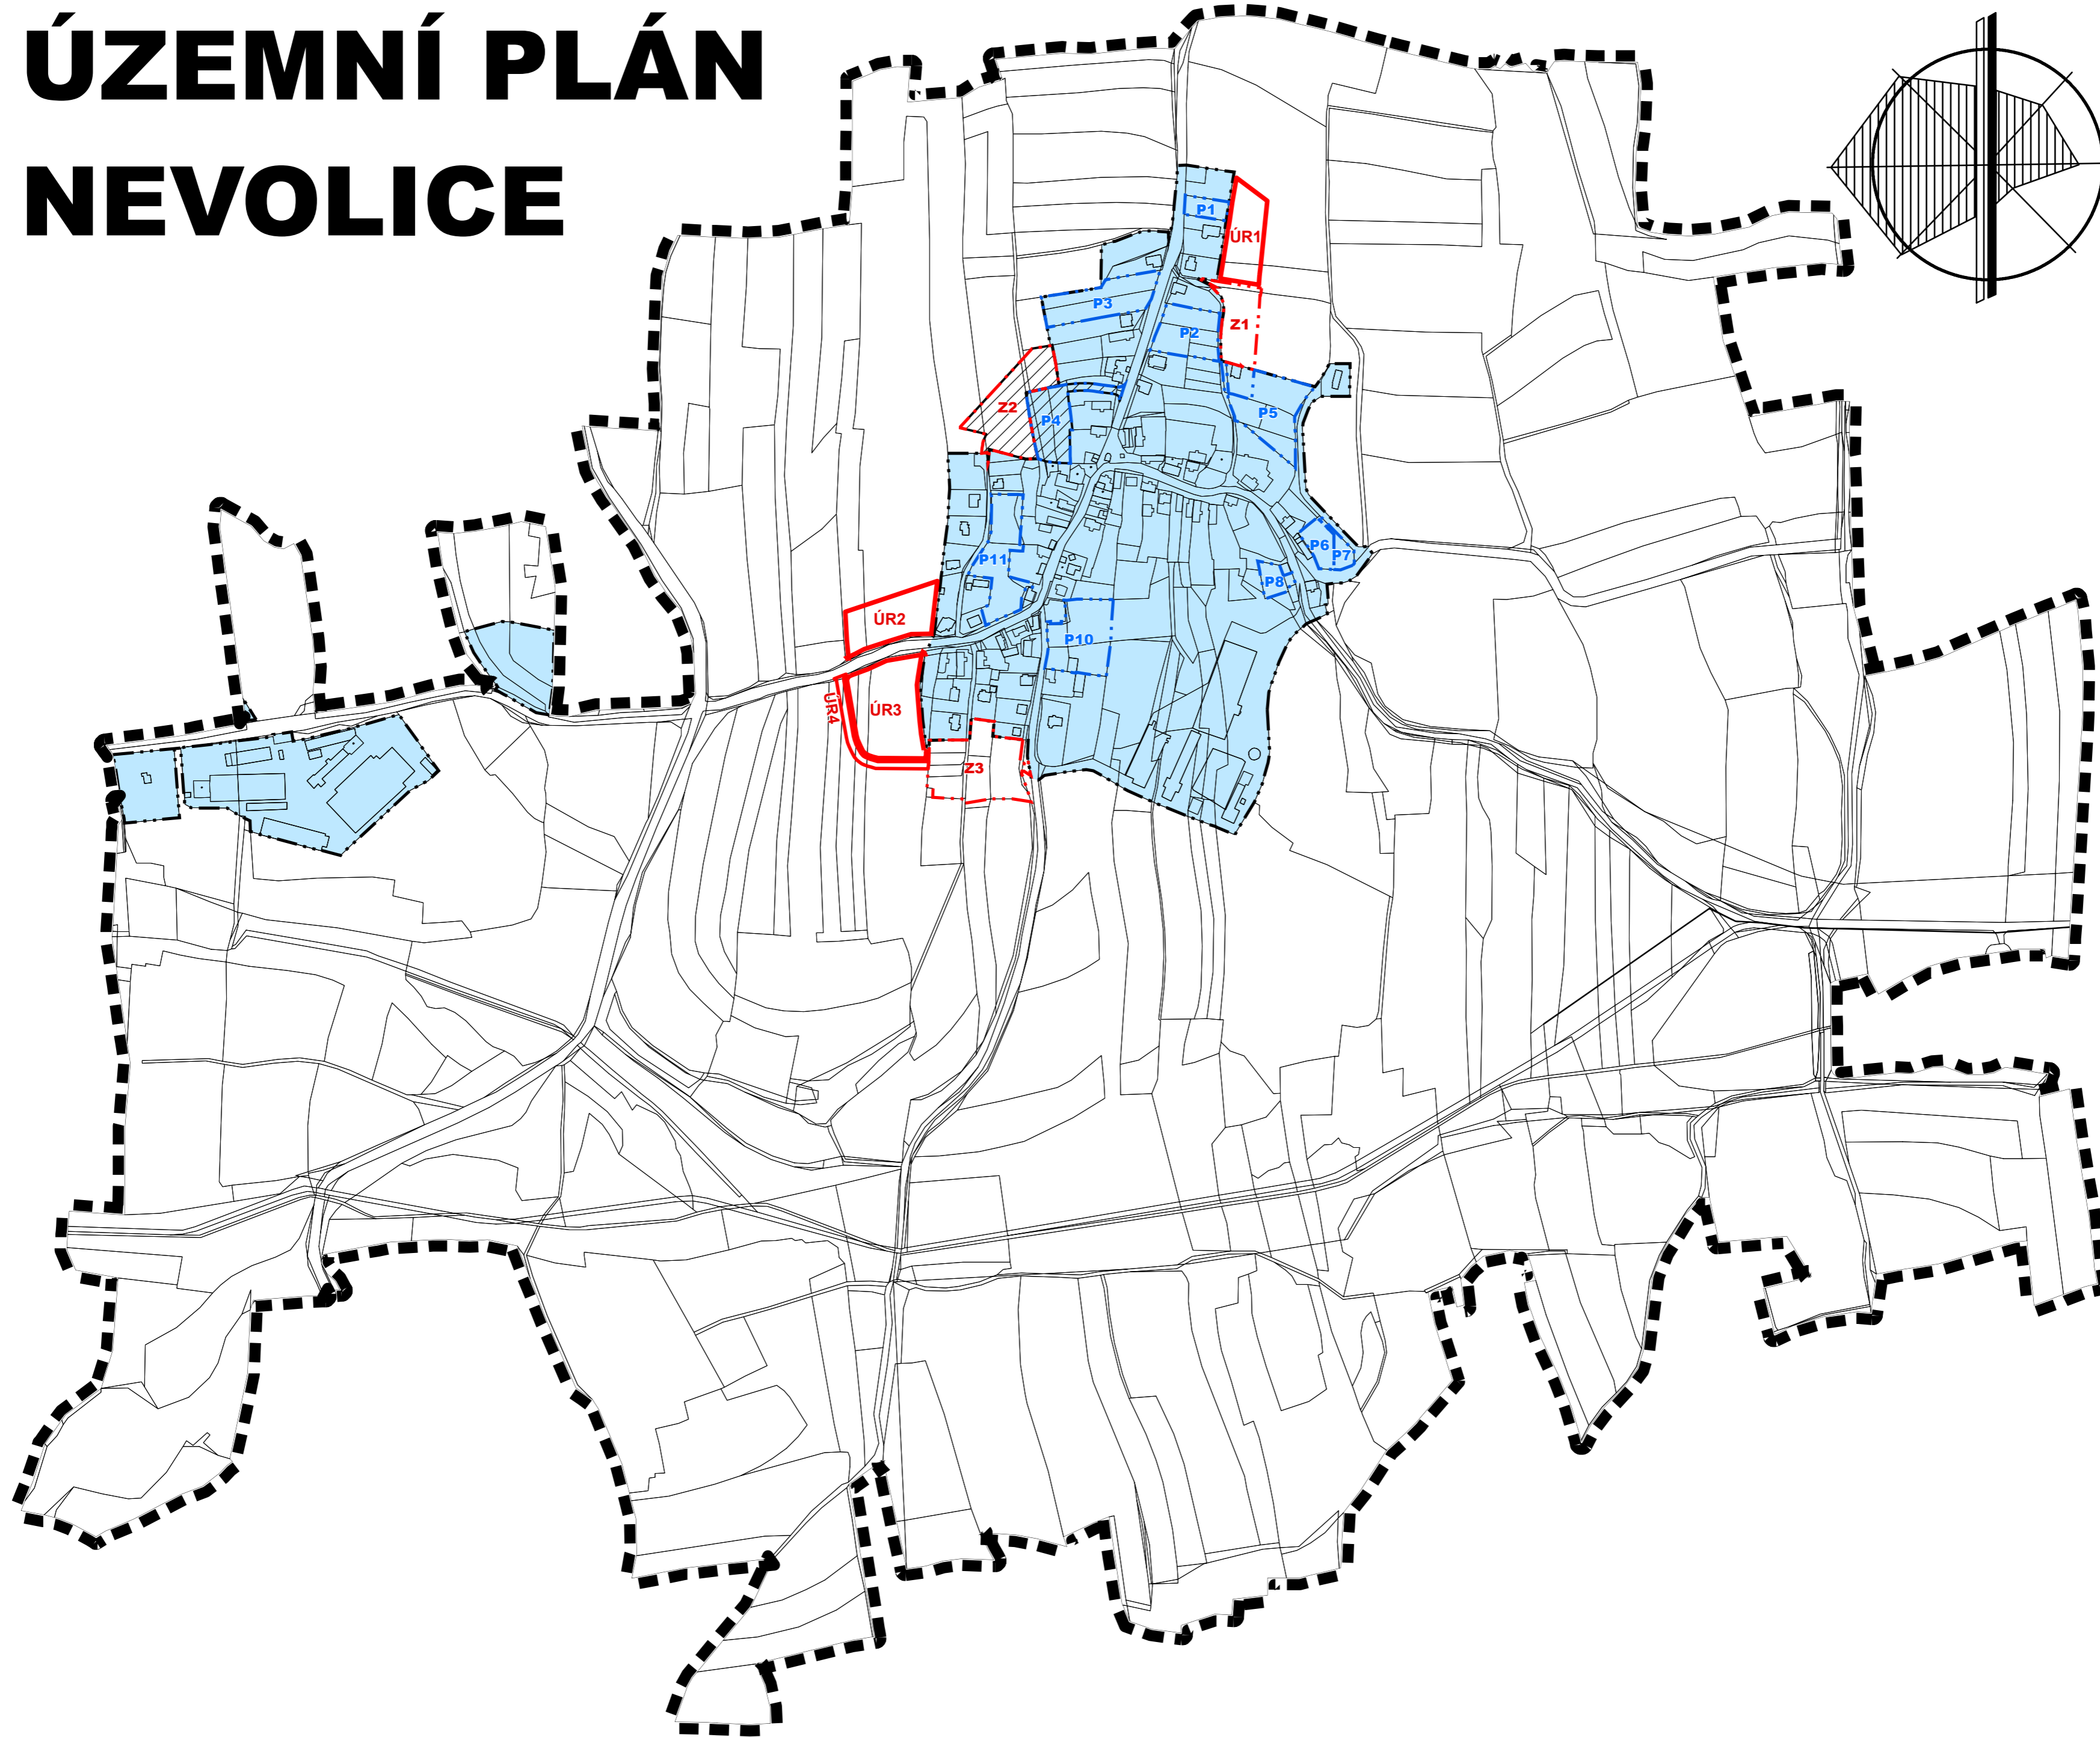 ÚZEMNÍ PLÁN
NEVOLICE
P1
ÚR1
P3
Z1
P2
Z2
P4
P5
P6
P7
P11
P8
ÚR2
P10
ÚR4
ÚR3
Z3